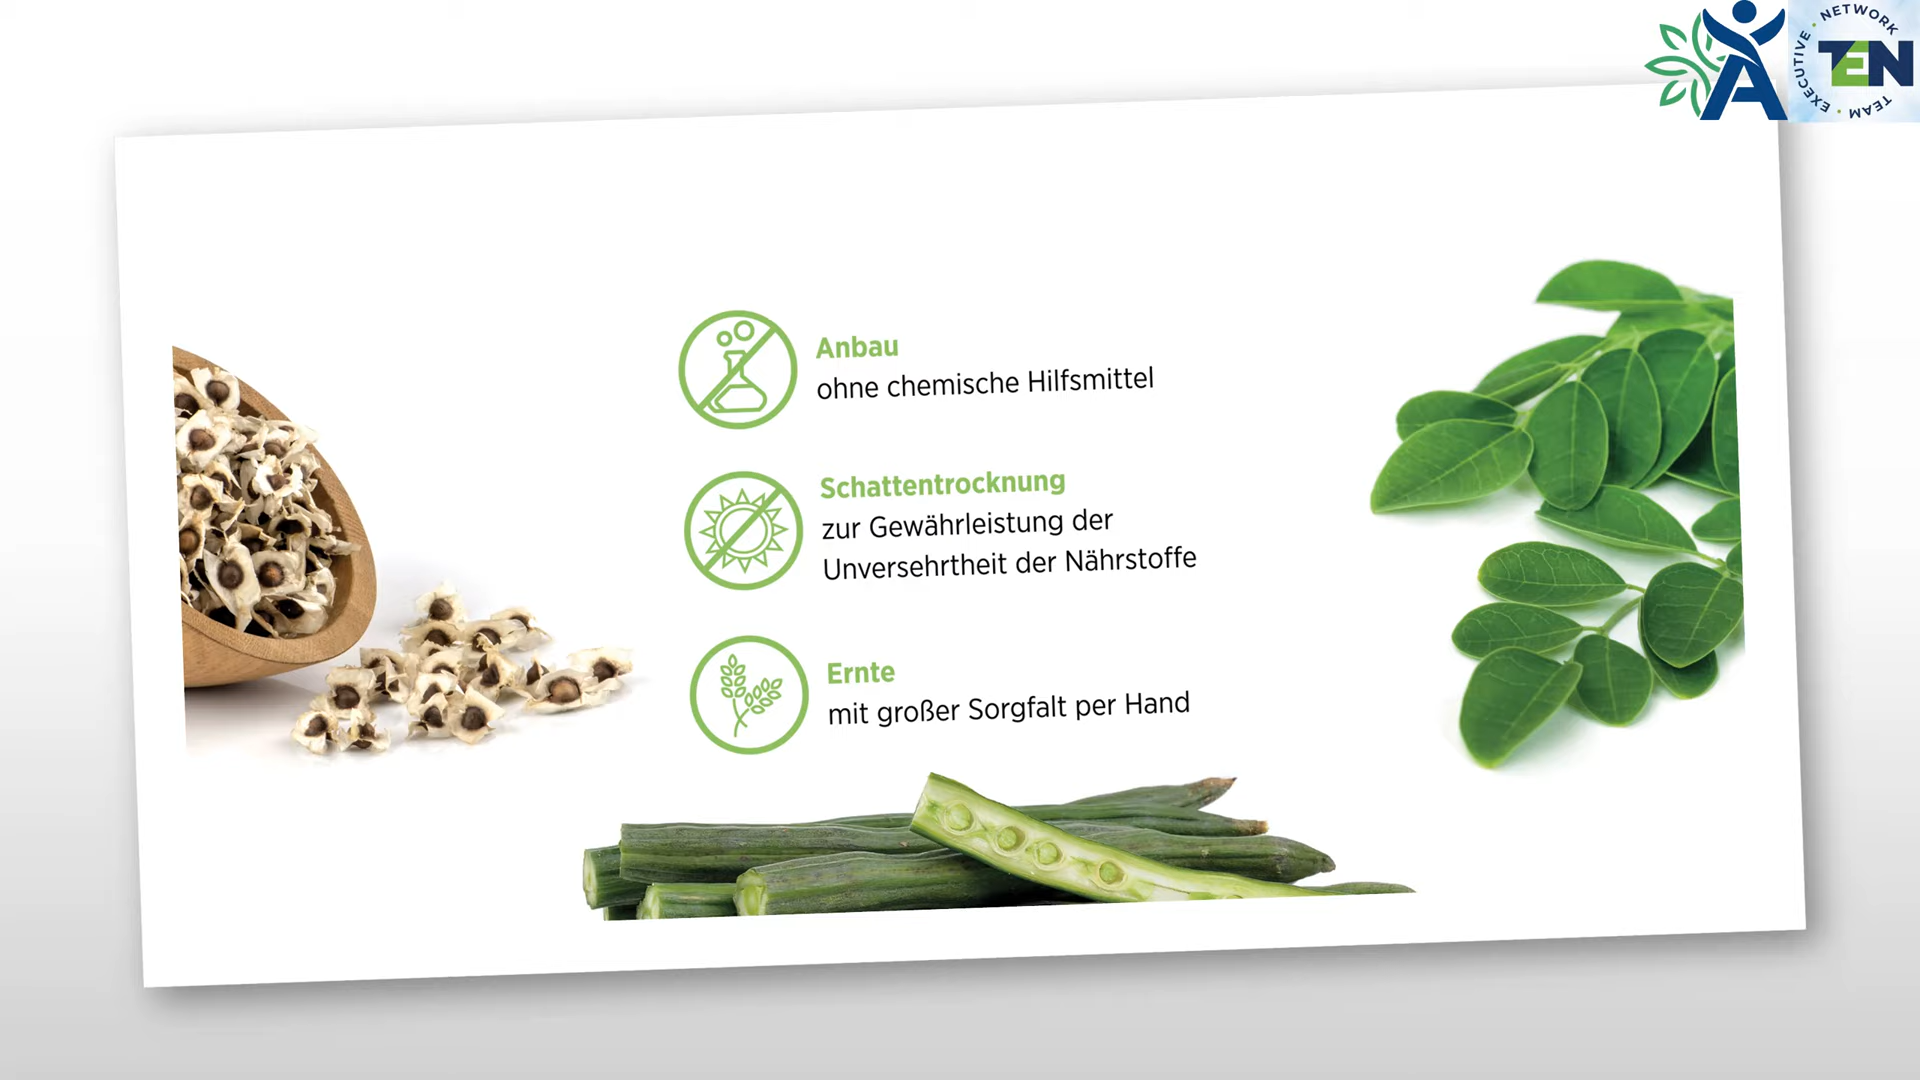 EXECUTIVE • NETWORK • TEAM •
TEN
Anbau
ohne chemische Hilfsmittel
Schattentrocknung
zur Gewährleistung der
Unversehrtheit der Nährstoffe
Ernte
mit großer Sorgfalt per Hand